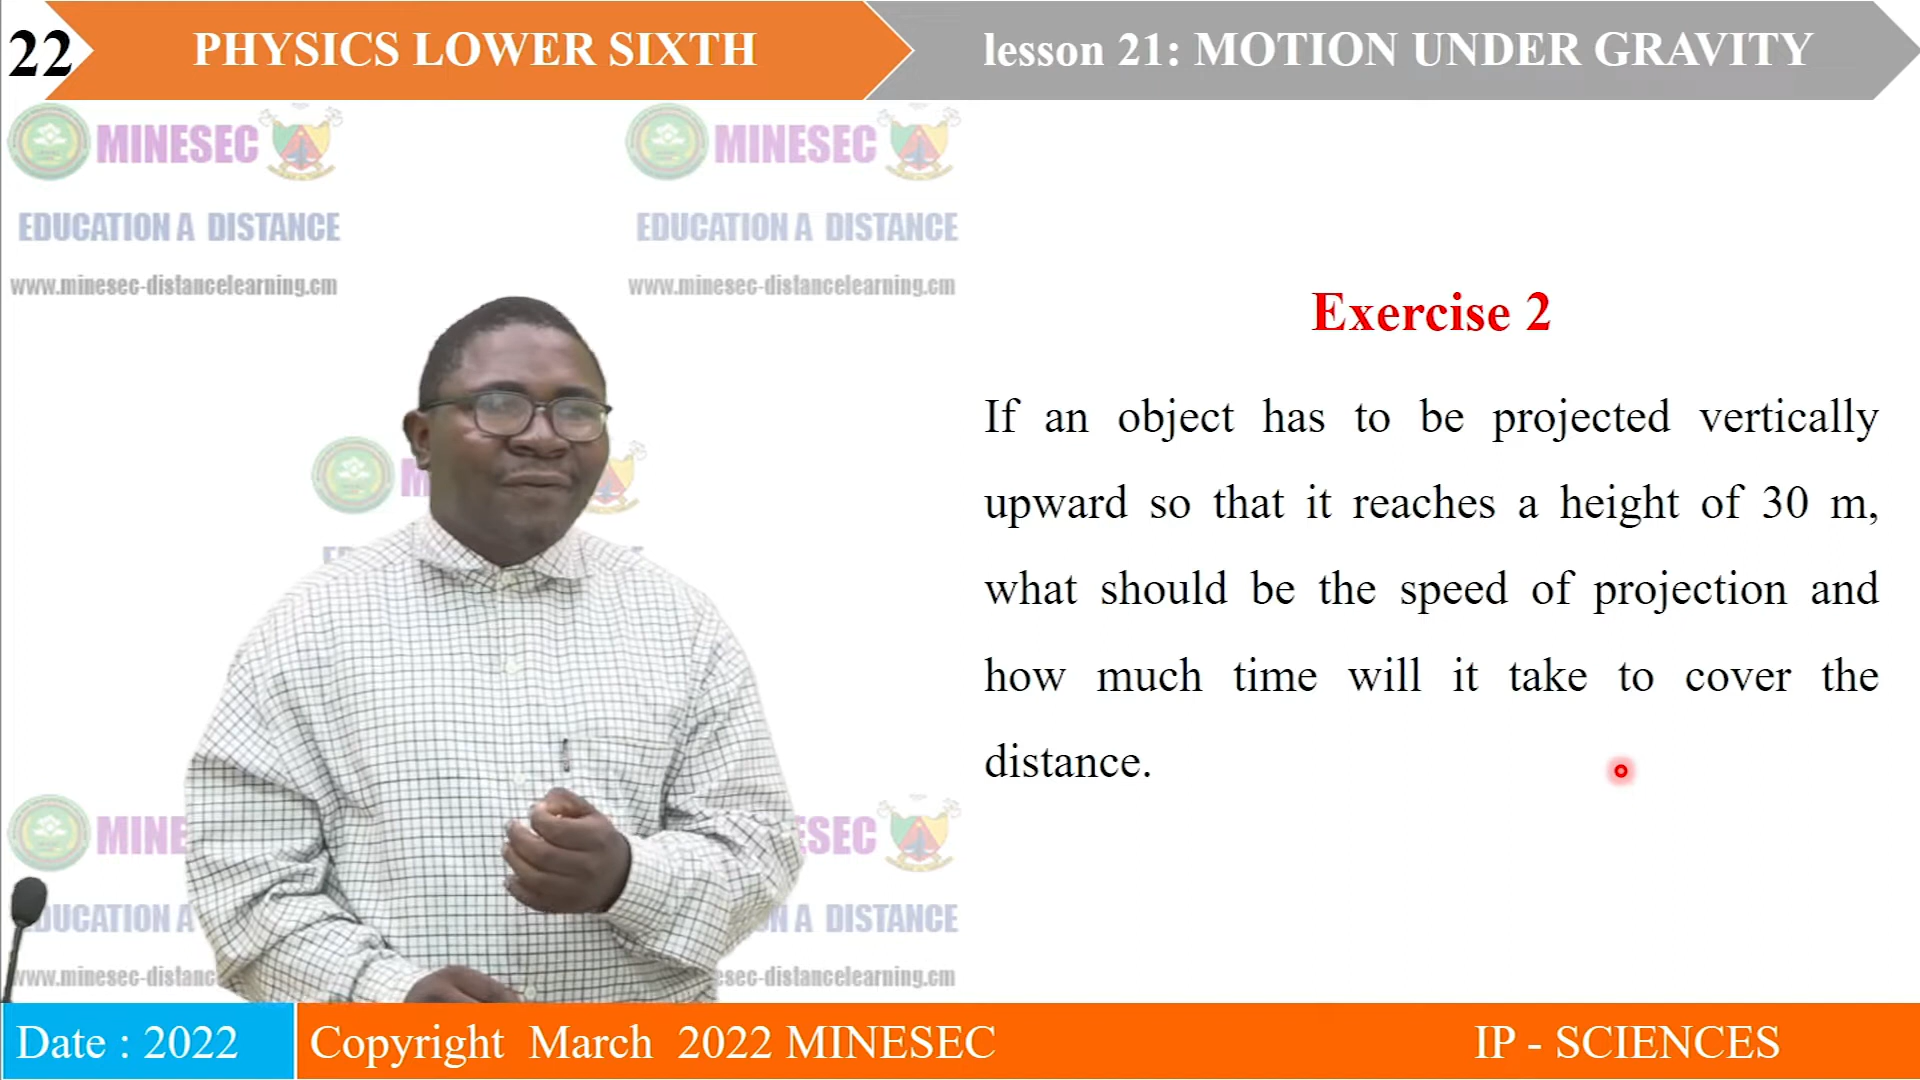 22
PHYSICS LOWER SIXTH
lesson 21: MOTION UNDER GRAVITY
MINESEC
EDUCATION A DISTANCE
www.minesec-distancelearning.cm
MINESEC
EDUCATION A DISTANCE
www.minesec-distancelearning.cm
Exercise 2
If an object has to be projected vertically
upward so that it reaches a height of 30 m,
what should be the speed of projection and
how much time will it take to cover the
distance.
Date : 2022
Copyright March 2022 MINESEC
IP - SCIENCES